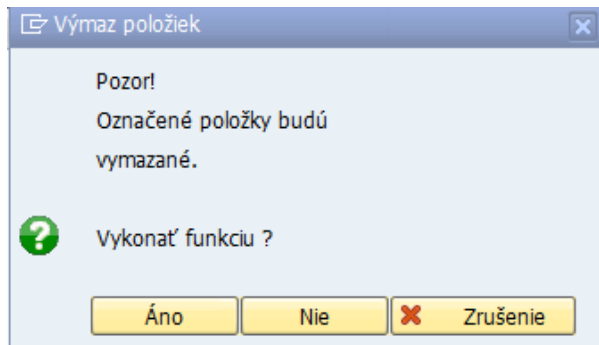 Výmaz položiek
Pozor!
Označené položky budú
vymazané.
Vykonať funkciu ?
Áno
Nie
Zrušenie